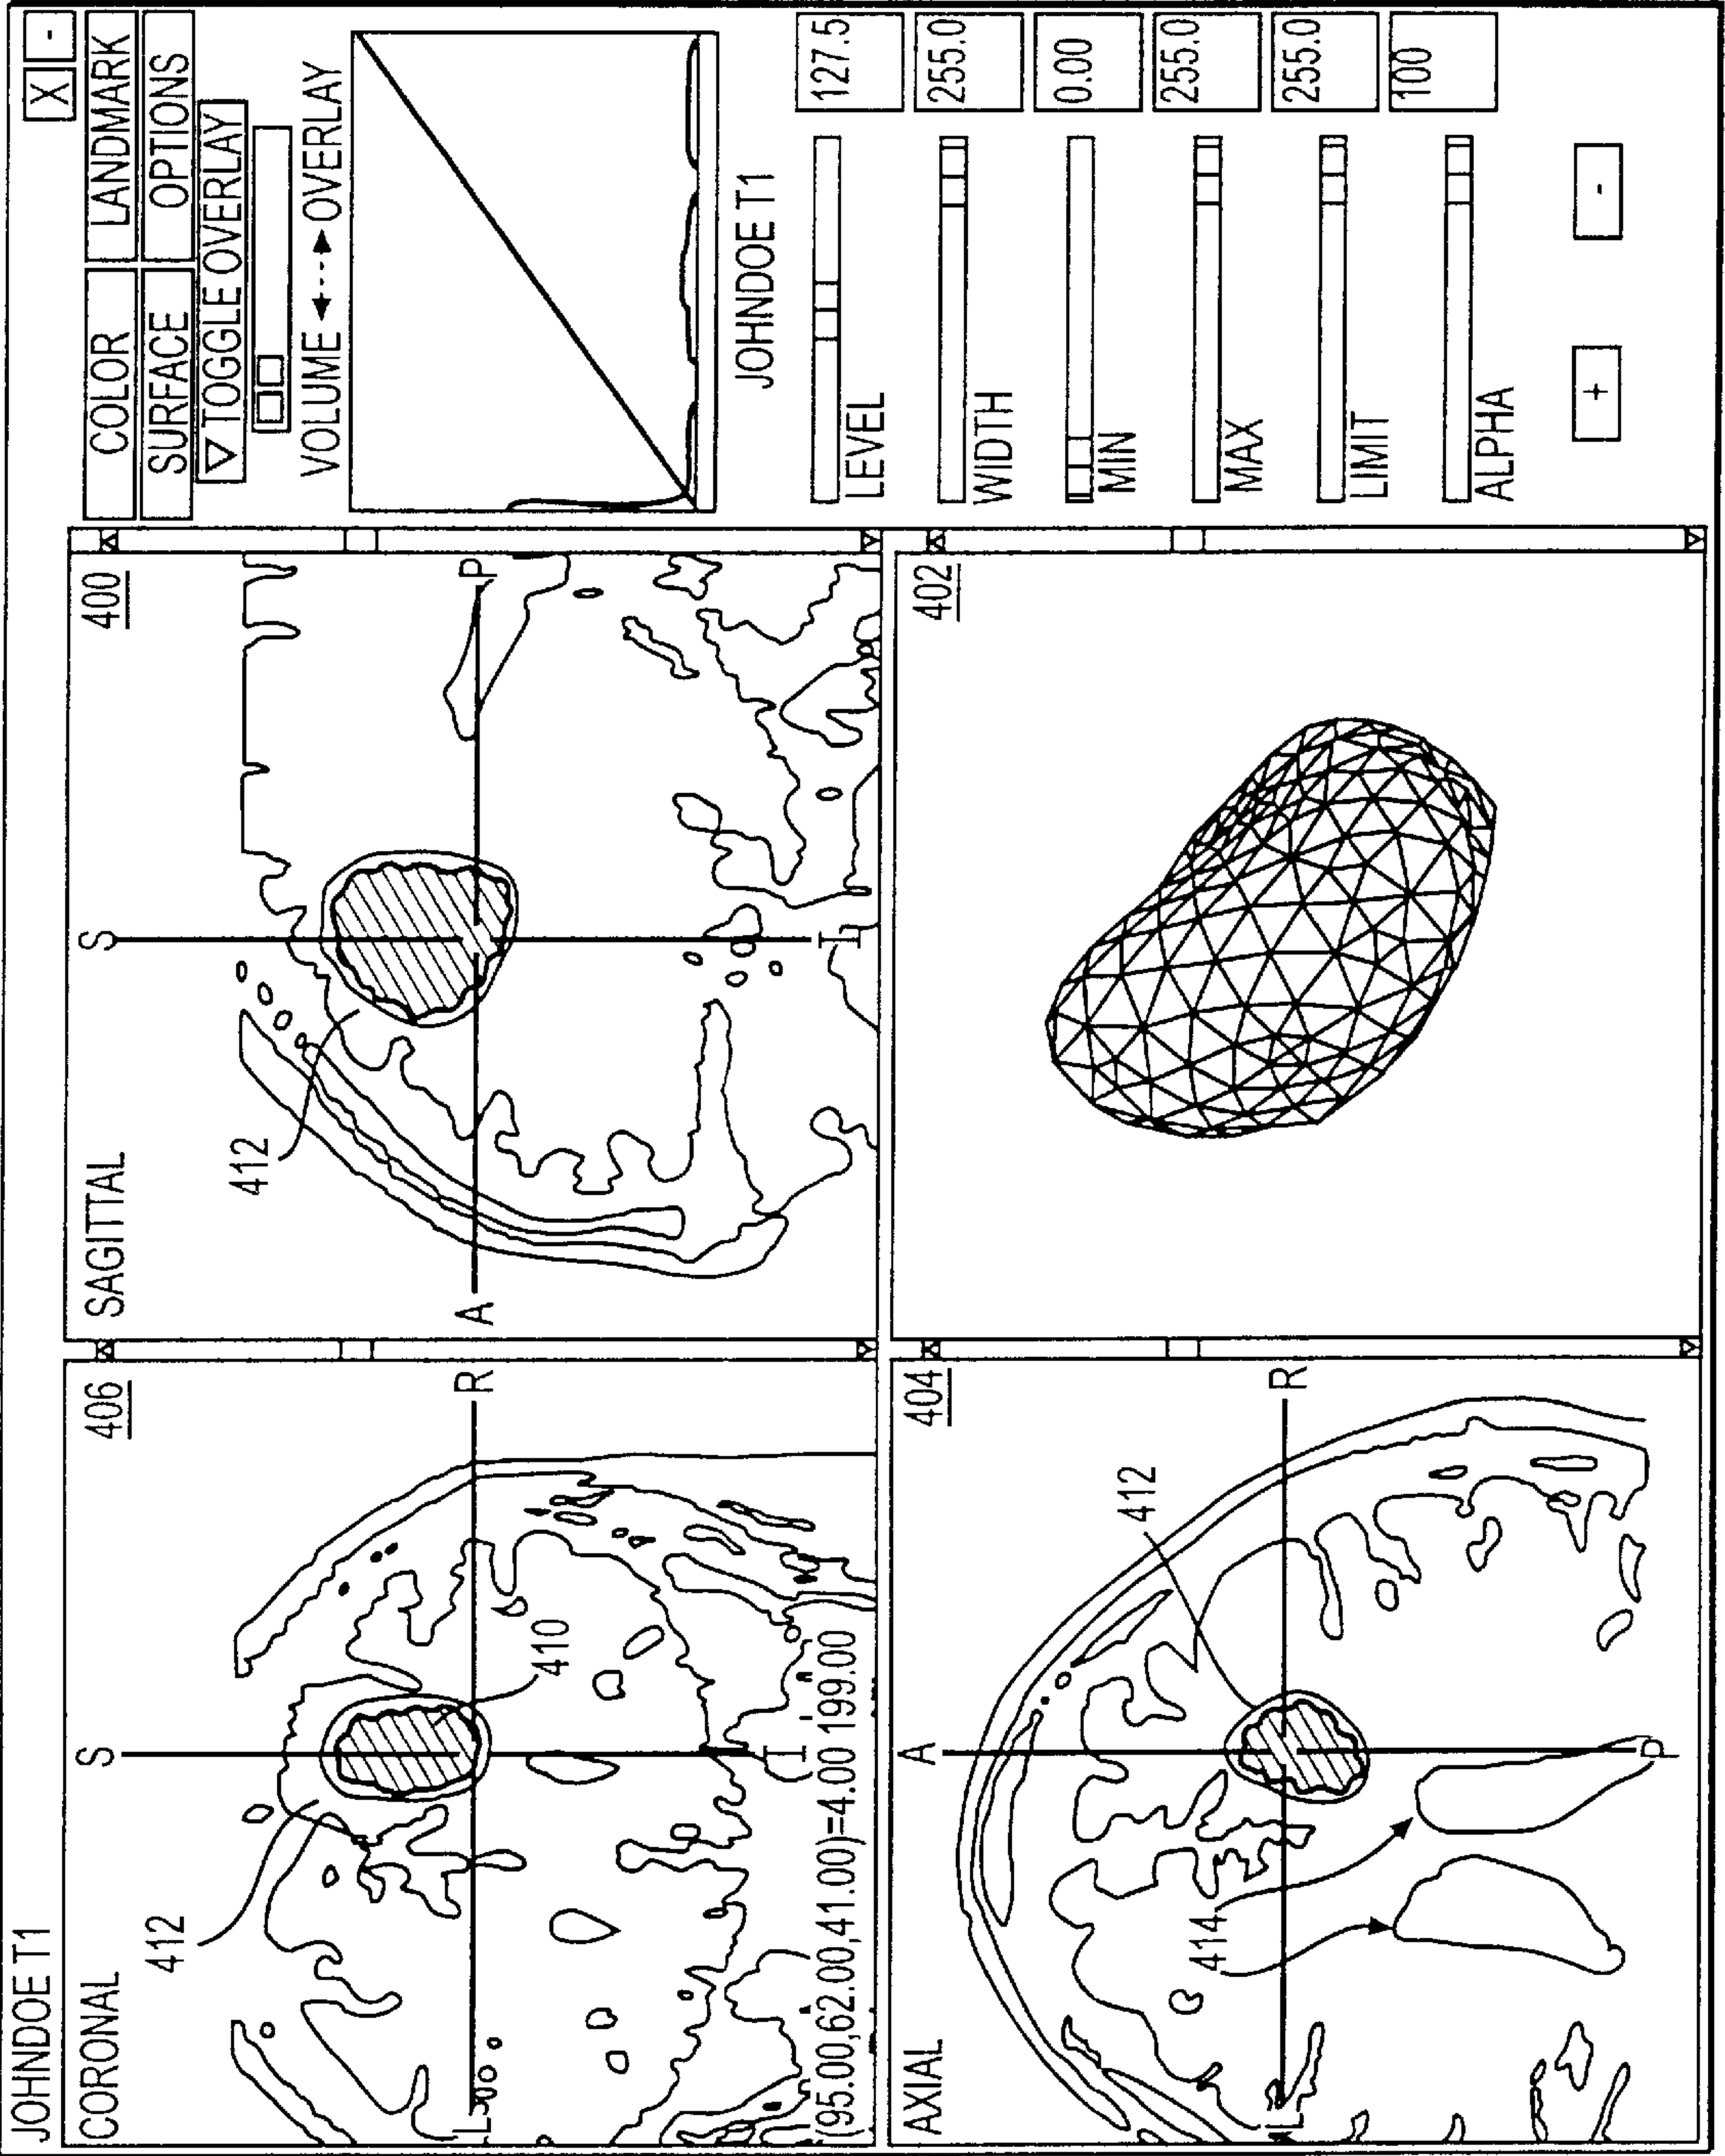 JOHNDOE T1
X -
CORONAL
406
S
R
L
I
412
410
(95.00,62.00,41.00)=4.00 199.00
SAGITTAL
400
S
P
A
I
412
AXIAL
404
A
R
L
P
412
414
402
COLOR LANDMARK
SURFACE OPTIONS
▽ TOGGLE OVERLAY
VOLUME ◄---► OVERLAY
JOHNDOE T1
LEVEL 127.5
WIDTH 255.0
MIN 0.00
MAX 255.0
LIMIT 255.0
ALPHA 100
+ -